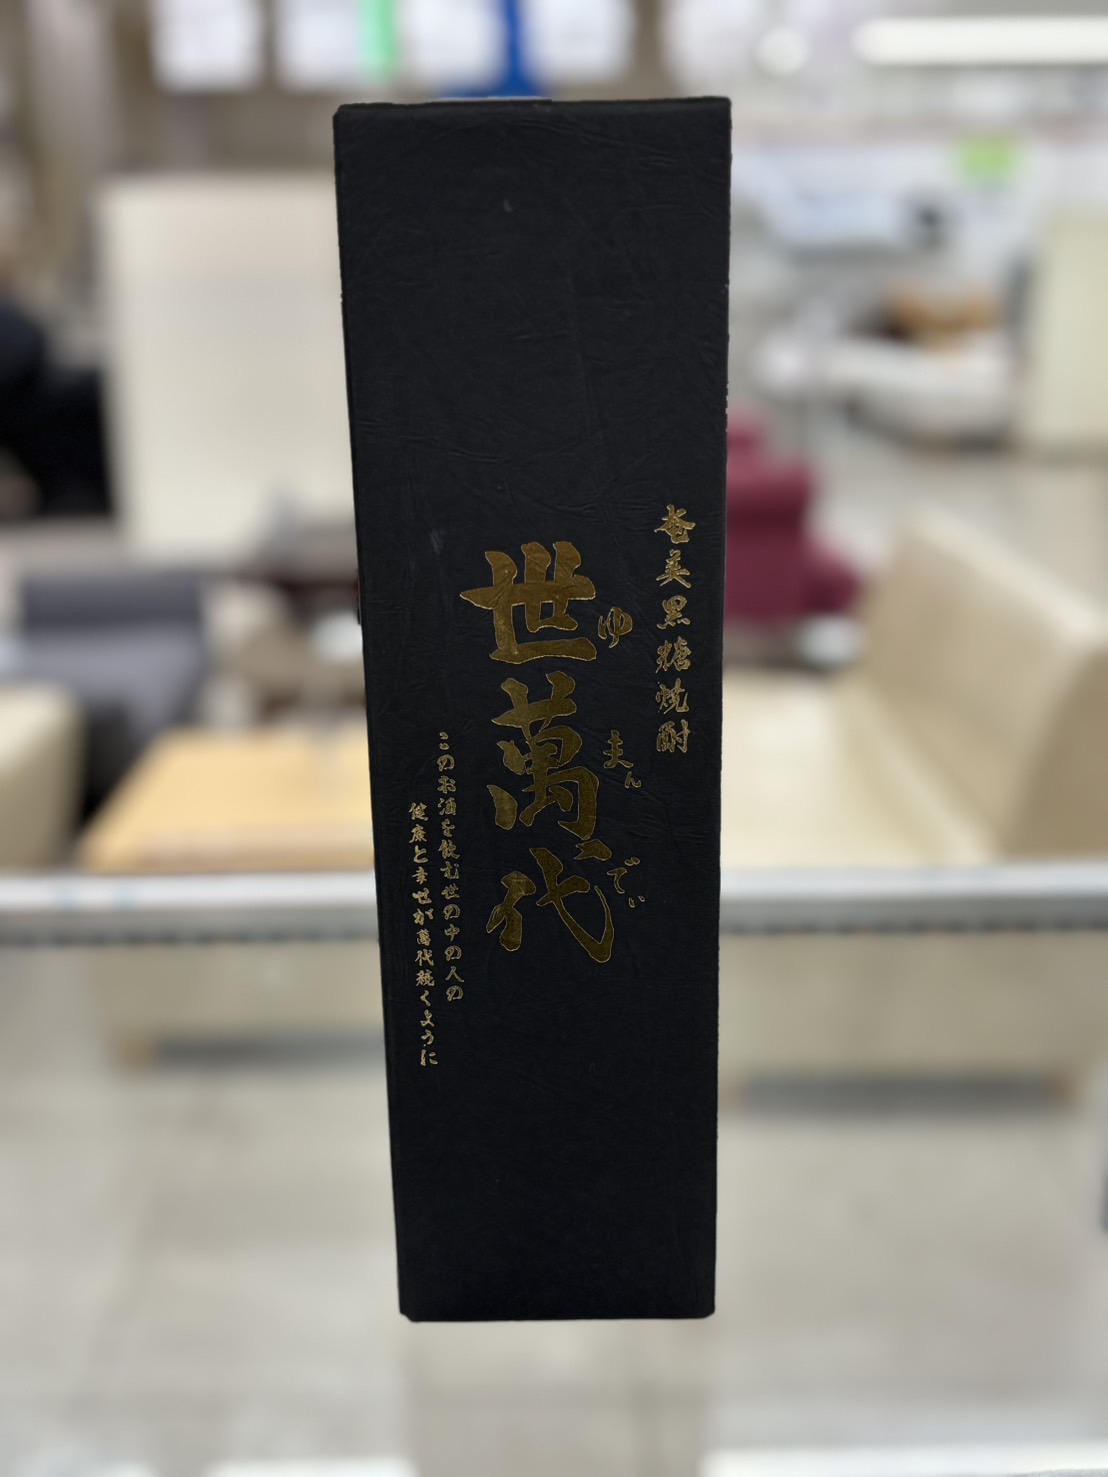 奄美黒糖焼酎
世萬代
ゆまんでぃ
このお酒を飲む世の中の人の
健康と幸せが萬代続くように